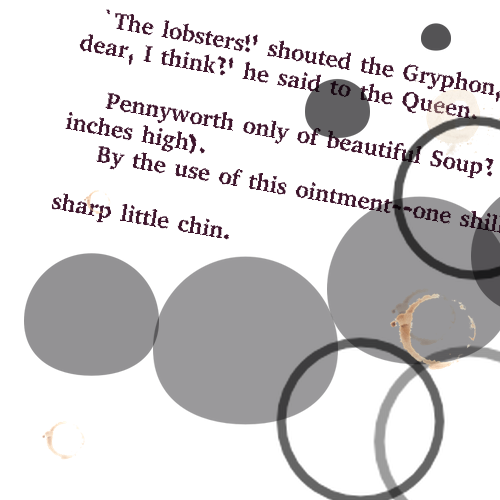 `The lobsters!' shouted the Gryphon,
dear, I think?' he said to the Queen.
Pennyworth only of beautiful Soup?
inches high).
By the use of this ointment--one
sharp little chin.